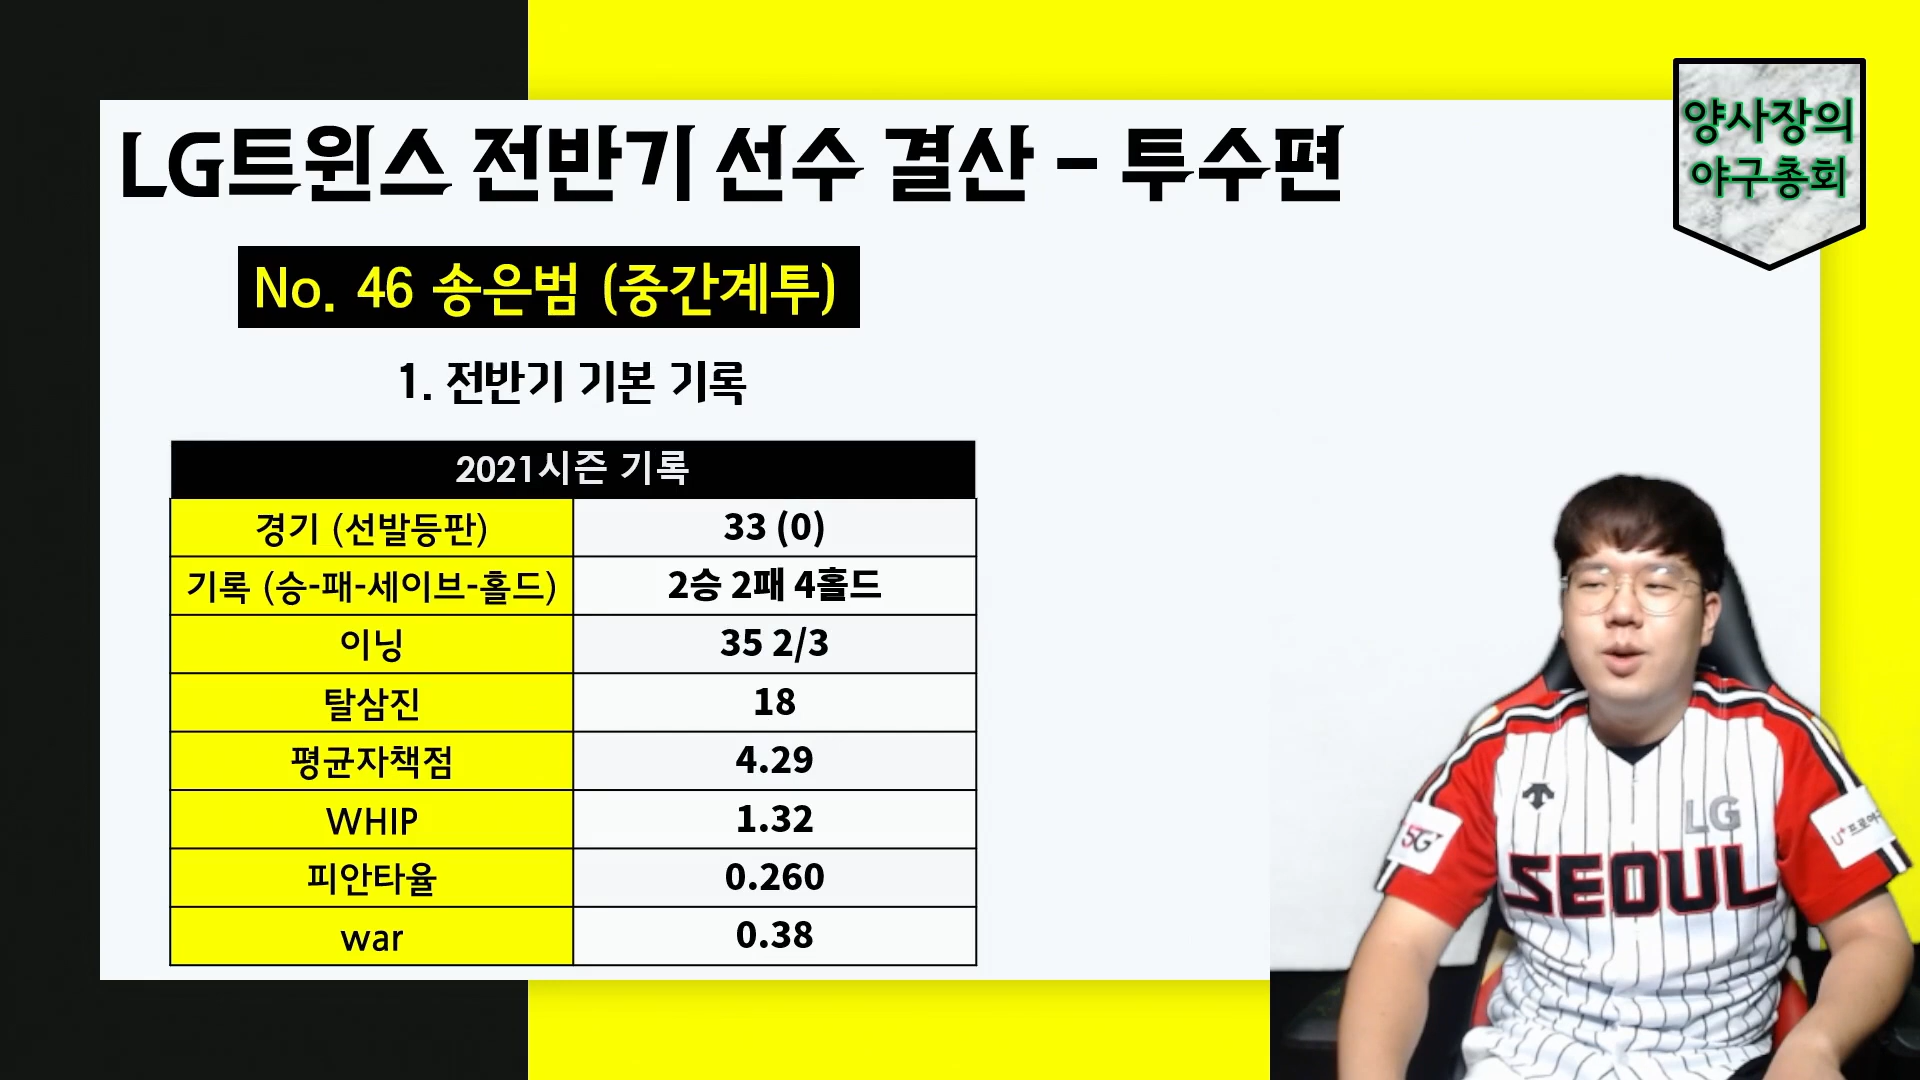 LG트윈스 전반기 선수 결산 - 투수편
양사장의
야구총회
No. 46 송은범 (중간계투)
1. 전반기 기본 기록
2021시즌 기록
경기 (선발등판) 33 (0)
기록 (승-패-세이브-홀드) 2승 2패 4홀드
이닝 35 2/3
탈삼진 18
평균자책점 4.29
WHIP 1.32
피안타율 0.260
war 0.38
LG
SEOUL
5G
U+프로야